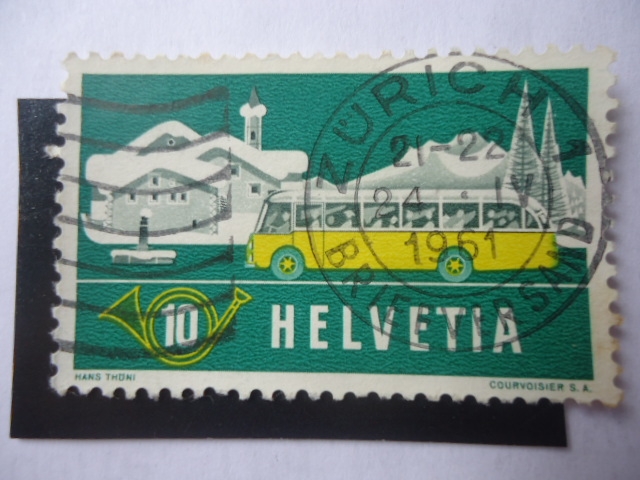 ZÜRICH 1
21-22
24. IV
1961
BRIEFVERSAND
10
HELVETIA
HANS THÖNI
COURVOISIER S. A.